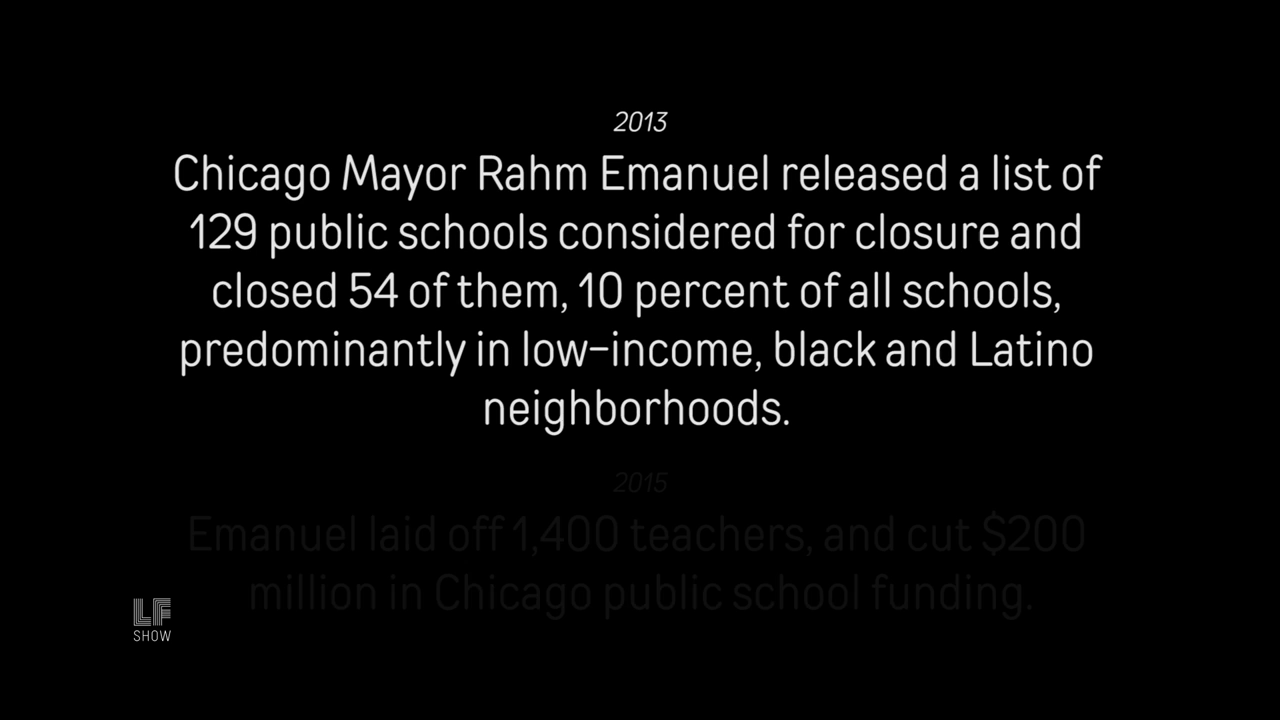 2013
Chicago Mayor Rahm Emanuel released a list of
129 public schools considered for closure and
closed 54 of them, 10 percent of all schools,
predominantly in low-income, black and Latino
neighborhoods.
2015
Emanuel laid off 1,400 teachers, and cut $200
million in Chicago public school funding.
LF
SHOW